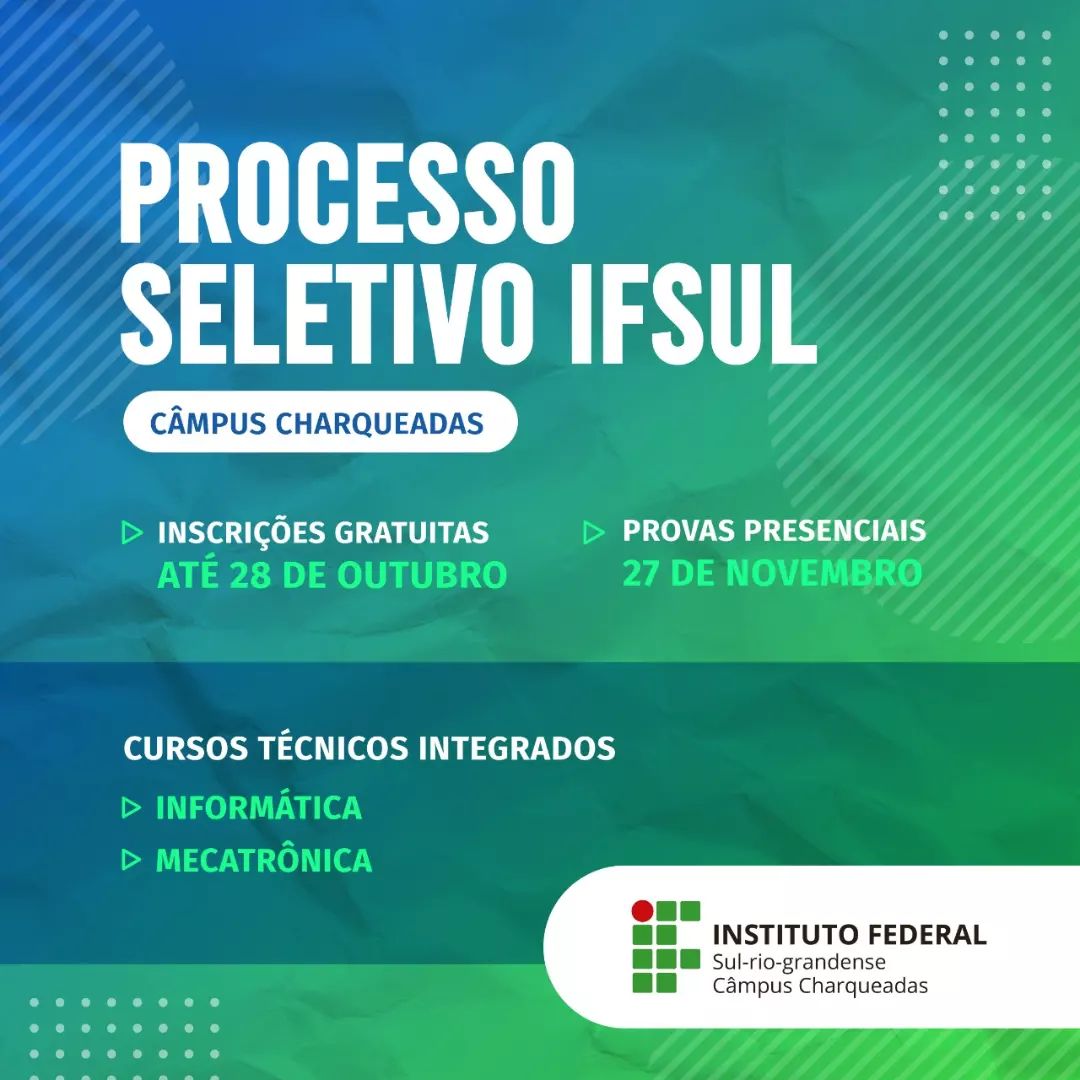 PROCESSO
SELETIVO IFSUL
CÂMPUS CHARQUEADAS
INSCRIÇÕES GRATUITAS
ATÉ 28 DE OUTUBRO
PROVAS PRESENCIAIS
27 DE NOVEMBRO
CURSOS TÉCNICOS INTEGRADOS
INFORMÁTICA
MECATRÔNICA
INSTITUTO FEDERAL
Sul-rio-grandense
Câmpus Charqueadas